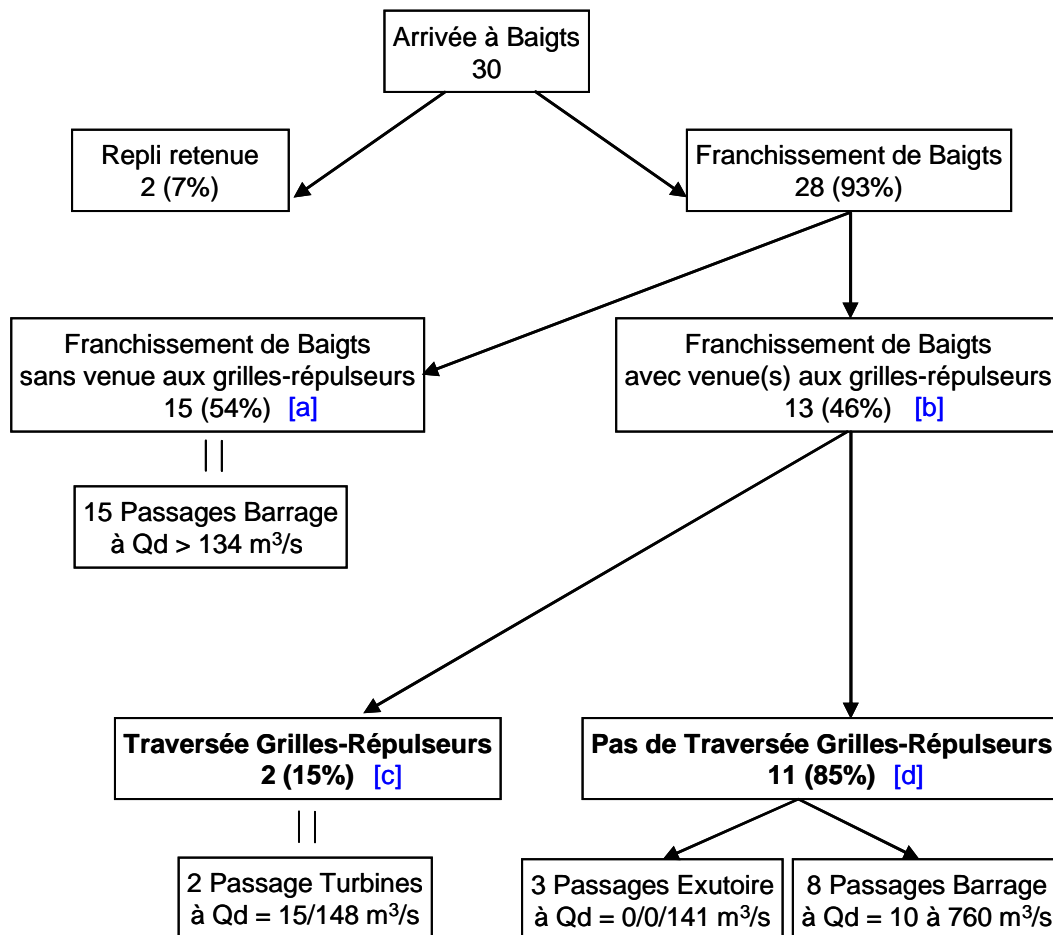 Arrivée à Baigts
30
Repli retenue
2 (7%)
Franchissement de Baigts
28 (93%)
Franchissement de Baigts
sans venue aux grilles-répulseurs
15 (54%) [a]
Franchissement de Baigts
avec venue(s) aux grilles-répulseurs
13 (46%) [b]
15 Passages Barrage
à Qd > 134 m³/s
Traversée Grilles-Répulseurs
2 (15%) [c]
Pas de Traversée Grilles-Répulseurs
11 (85%) [d]
2 Passage Turbines
à Qd = 15/148 m³/s
3 Passages Exutoire
à Qd = 0/0/141 m³/s
8 Passages Barrage
à Qd = 10 à 760 m³/s